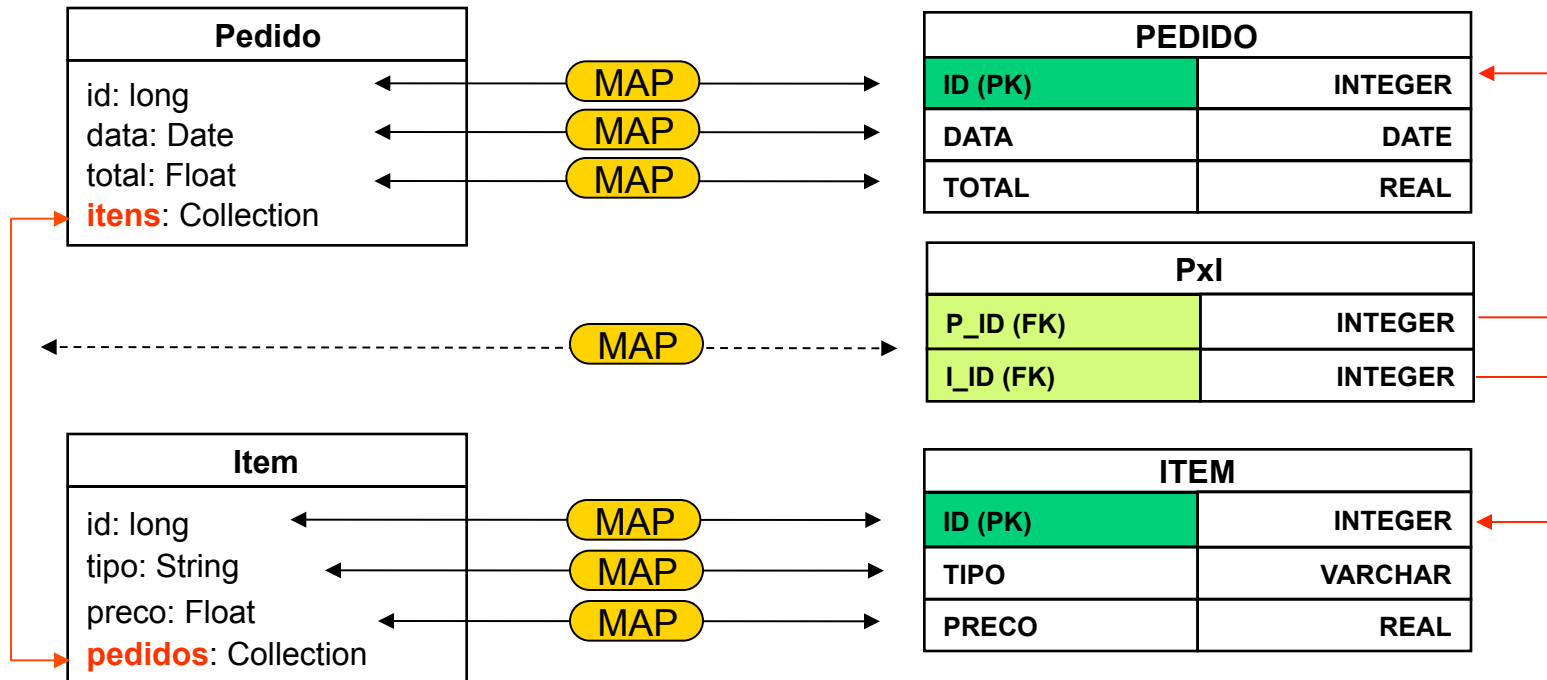 Pedido
id: long
data: Date
total: Float
itens: Collection
MAP
MAP
MAP
PEDIDO
ID (PK) INTEGER
DATA DATE
TOTAL REAL
MAP
PxI
P_ID (FK) INTEGER
I_ID (FK) INTEGER
Item
id: long
tipo: String
preco: Float
pedidos: Collection
MAP
MAP
MAP
ITEM
ID (PK) INTEGER
TIPO VARCHAR
PRECO REAL